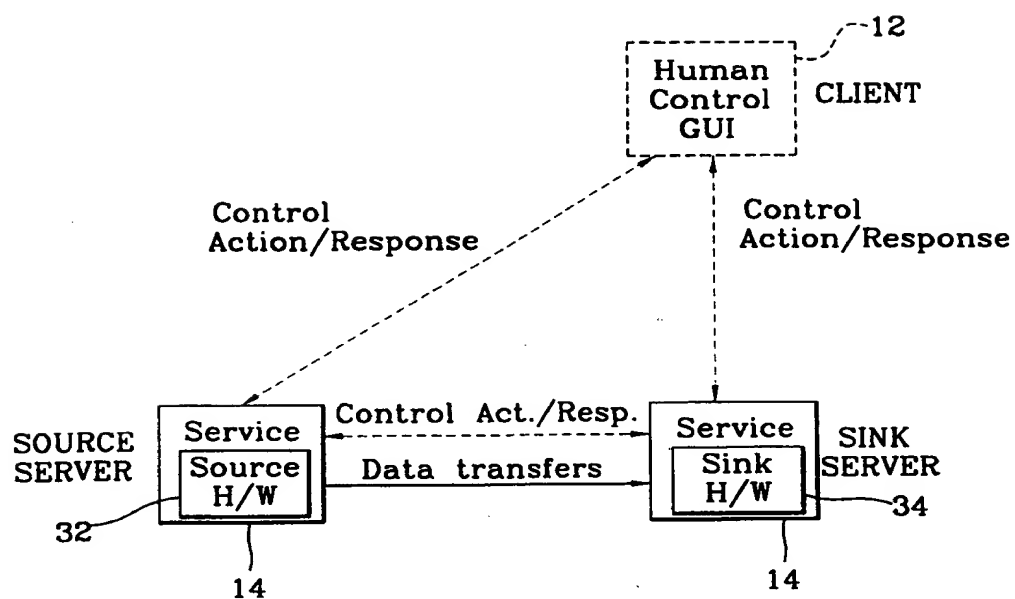 12
Human
Control
GUI
CLIENT
Control
Action/Response
Control
Action/Response
SOURCE
SERVER
Service
Source
H/W
Control Act./Resp.
Data transfers
Service
Sink
H/W
SINK
SERVER
32
34
14
14